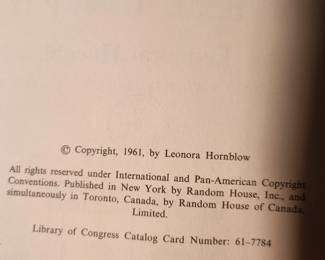 © Copyright, 1961, by Leonora Hornblow
All rights reserved under International and Pan-American Copyright
Conventions. Published in New York by Random House, Inc., and
simultaneously in Toronto, Canada, by Random House of Canada,
Limited.
Library of Congress Catalog Card Number: 61-7784